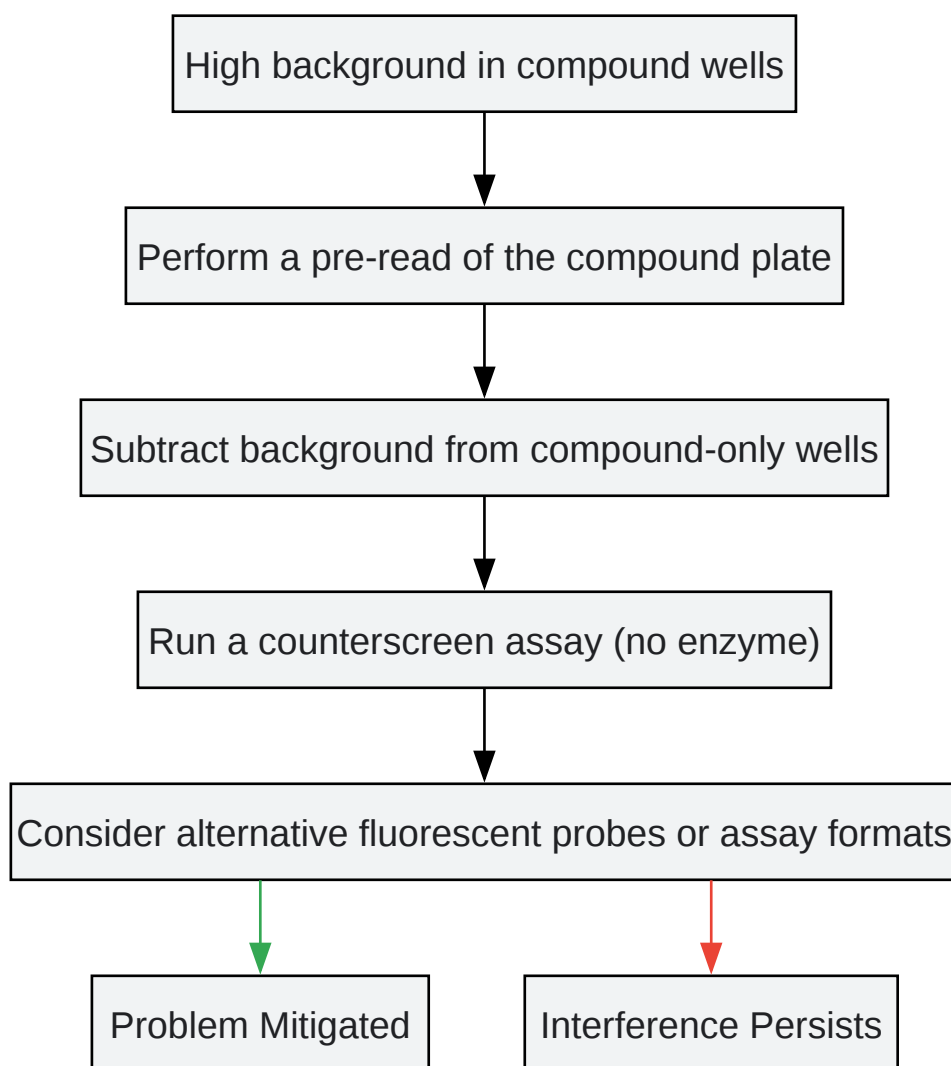 High background in compound wells
Perform a pre-read of the compound plate
Subtract background from compound-only wells
Run a counterscreen assay (no enzyme)
Consider alternative fluorescent probes or assay formats
Problem Mitigated
Interference Persists